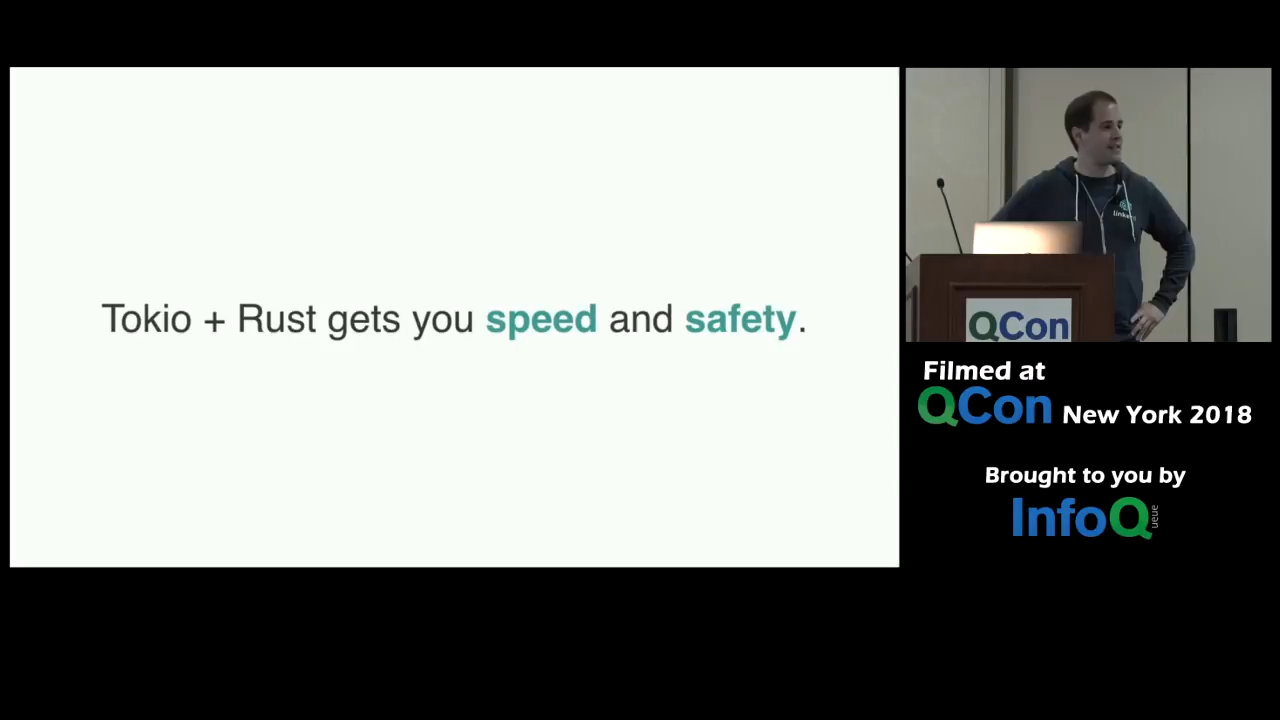 Tokio + Rust gets you speed and safety.
QCon
Filmed at
QCon New York 2018
Brought to you by
InfoQ
ueue